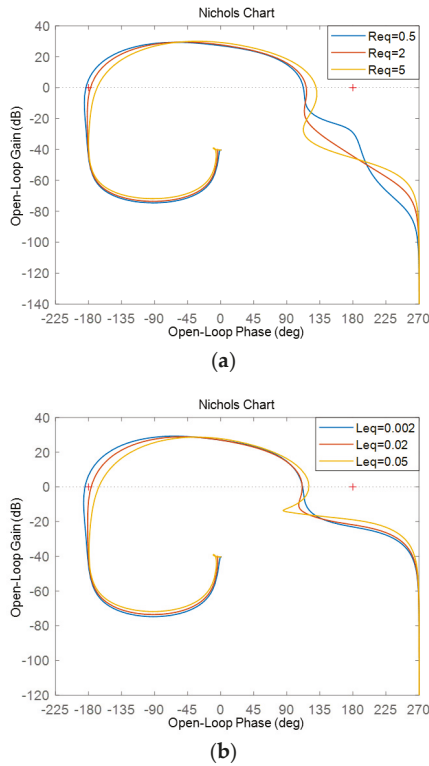 Nichols Chart
Req=0.5
Req=2
Req=5
Open-Loop Gain (dB)
40
20
0
-20
-40
-60
-80
-100
-120
-140
-225 -180 -135 -90 -45 0 45 90 135 180 225 270
Open-Loop Phase (deg)
(a)
Nichols Chart
Leq=0.002
Leq=0.02
Leq=0.05
Open-Loop Gain (dB)
40
20
0
-20
-40
-60
-80
-100
-120
-225 -180 -135 -90 -45 0 45 90 135 180 225 270
Open-Loop Phase (deg)
(b)